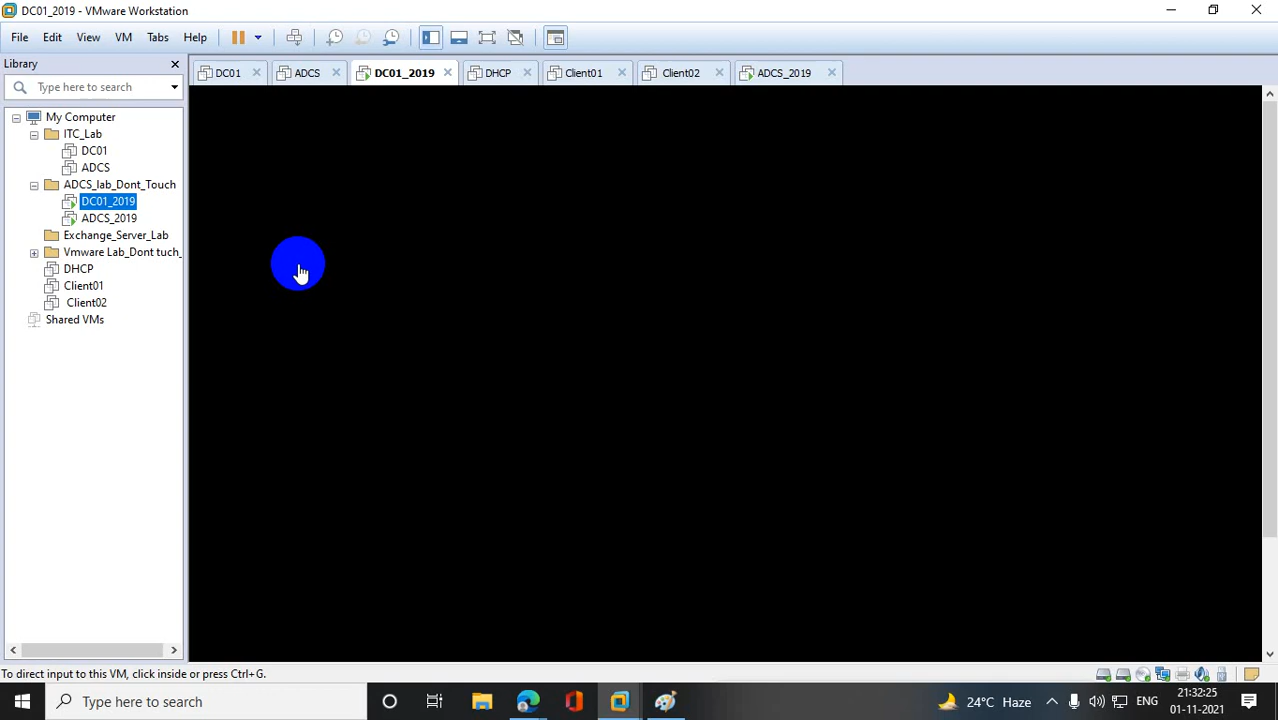 DC01_2019 - VMware Workstation
File Edit View VM Tabs Help
Library
Type here to search
My Computer
ITC_Lab
DC01
ADCS
ADCS_lab_Dont_Touch
DC01_2019
ADCS_2019
Exchange_Server_Lab
Vmware Lab_Dont tuch_
DHCP
Client01
Client02
Shared VMs
DC01 ADCS DC01_2019 DHCP Client01 Client02 ADCS_2019
To direct input to this VM, click inside or press Ctrl+G.
Type here to search
24°C Haze
ENG
21:32:25
01-11-2021